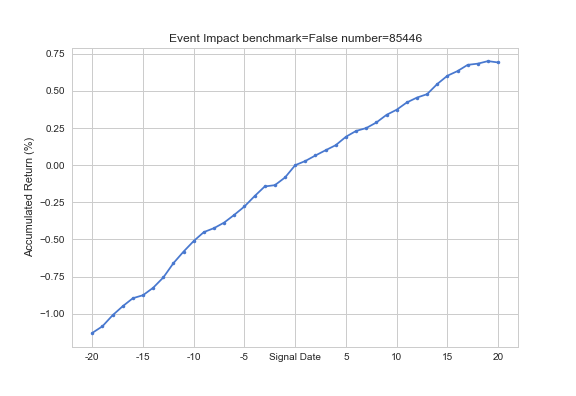 Event Impact benchmark=False number=85446
Accumulated Return (%)
0.75
0.50
0.25
0.00
−0.25
−0.50
−0.75
−1.00
-20 -15 -10 -5 Signal Date 5 10 15 20